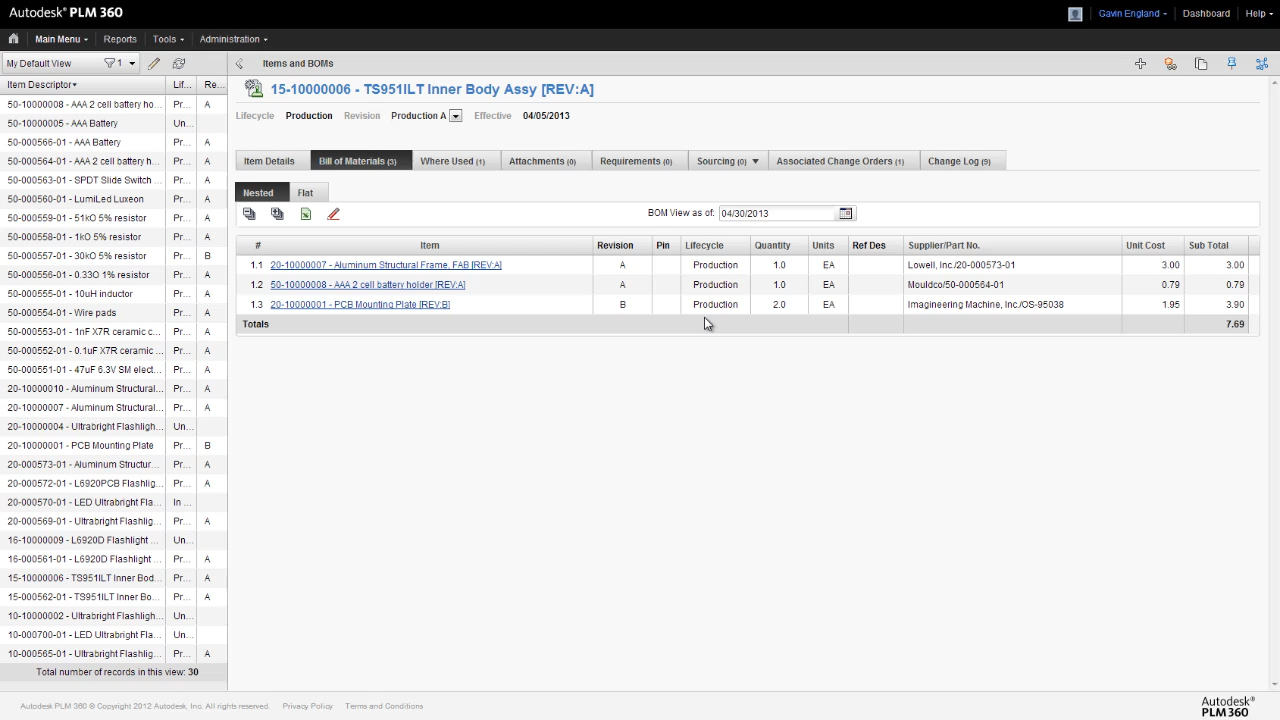 Autodesk® PLM 360
Gavin England
Dashboard
Help
Main Menu
Reports
Tools
Administration
My Default View
1
Items and BOMs
Item Descriptor
Lif...
Re...
50-10000008 - AAA 2 cell battery ho... Pr... A
50-10000005 - AAA Battery Un...
50-000566-01 - AAA Battery Pr... A
50-000564-01 - AAA 2 cell battery h... Pr... A
50-000563-01 - SPDT Slide Switch ... Pr... A
50-000560-01 - LumiLed Luxeon Pr... A
50-000559-01 - 51kO 5% resistor Pr... A
50-000558-01 - 1kO 5% resistor Pr... A
50-000557-01 - 30kO 5% resistor Pr... B
50-000556-01 - 0.33O 1% resistor Pr... A
50-000555-01 - 10uH inductor Pr... A
50-000554-01 - Wire pads Pr... A
50-000553-01 - 1nF X7R ceramic c... Pr... A
50-000552-01 - 0.1uF X7R ceramic ... Pr... A
50-000551-01 - 47uF 6.3V SM elect... Pr... A
20-10000010 - Aluminum Structural... Pr... A
20-10000007 - Aluminum Structural... Pr... A
20-10000004 - Ultrabright Flashligh... Un...
20-10000001 - PCB Mounting Plate Pr... B
20-000573-01 - Aluminum Structur... Pr... A
20-000572-01 - L6920PCB Flashlig... Pr... A
20-000570-01 - LED Ultrabright Fla... In ...
20-000569-01 - Ultrabright Flashlig... Pr... A
16-10000009 - L6920D Flashlight ... Un...
16-000561-01 - L6920D Flashlight ... Pr... A
15-10000006 - TS951ILT Inner Bod... Pr... A
15-000562-01 - TS951ILT Inner Bo... Pr... A
10-10000002 - Ultrabright Flashligh... Un...
10-000700-01 - LED Ultrabright Fla... Un...
10-000565-01 - Ultrabright Flashlig... Pr... A
Total number of records in this view: 30
15-10000006 - TS951ILT Inner Body Assy [REV:A]
Lifecycle Production Revision Production A Effective 04/05/2013
Item Details
Bill of Materials (3)
Where Used (1)
Attachments (0)
Requirements (0)
Sourcing (0)
Associated Change Orders (1)
Change Log (9)
Nested
Flat
BOM View as of: 04/30/2013
# Item Revision Pin Lifecycle Quantity Units Ref Des Supplier/Part No. Unit Cost Sub Total
1.1 20-10000007 - Aluminum Structural Frame, FAB [REV:A] A Production 1.0 EA Lowell, Inc./20-000573-01 3.00 3.00
1.2 50-10000008 - AAA 2 cell battery holder [REV:A] A Production 1.0 EA Mouldco/50-000564-01 0.79 0.79
1.3 20-10000001 - PCB Mounting Plate [REV:B] B Production 2.0 EA Imagineering Machine, Inc./OS-95038 1.95 3.90
Totals 7.69
Autodesk PLM 360 © Copyright 2012 Autodesk, Inc. All rights reserved.
Privacy Policy
Terms and Conditions
Autodesk®
PLM 360